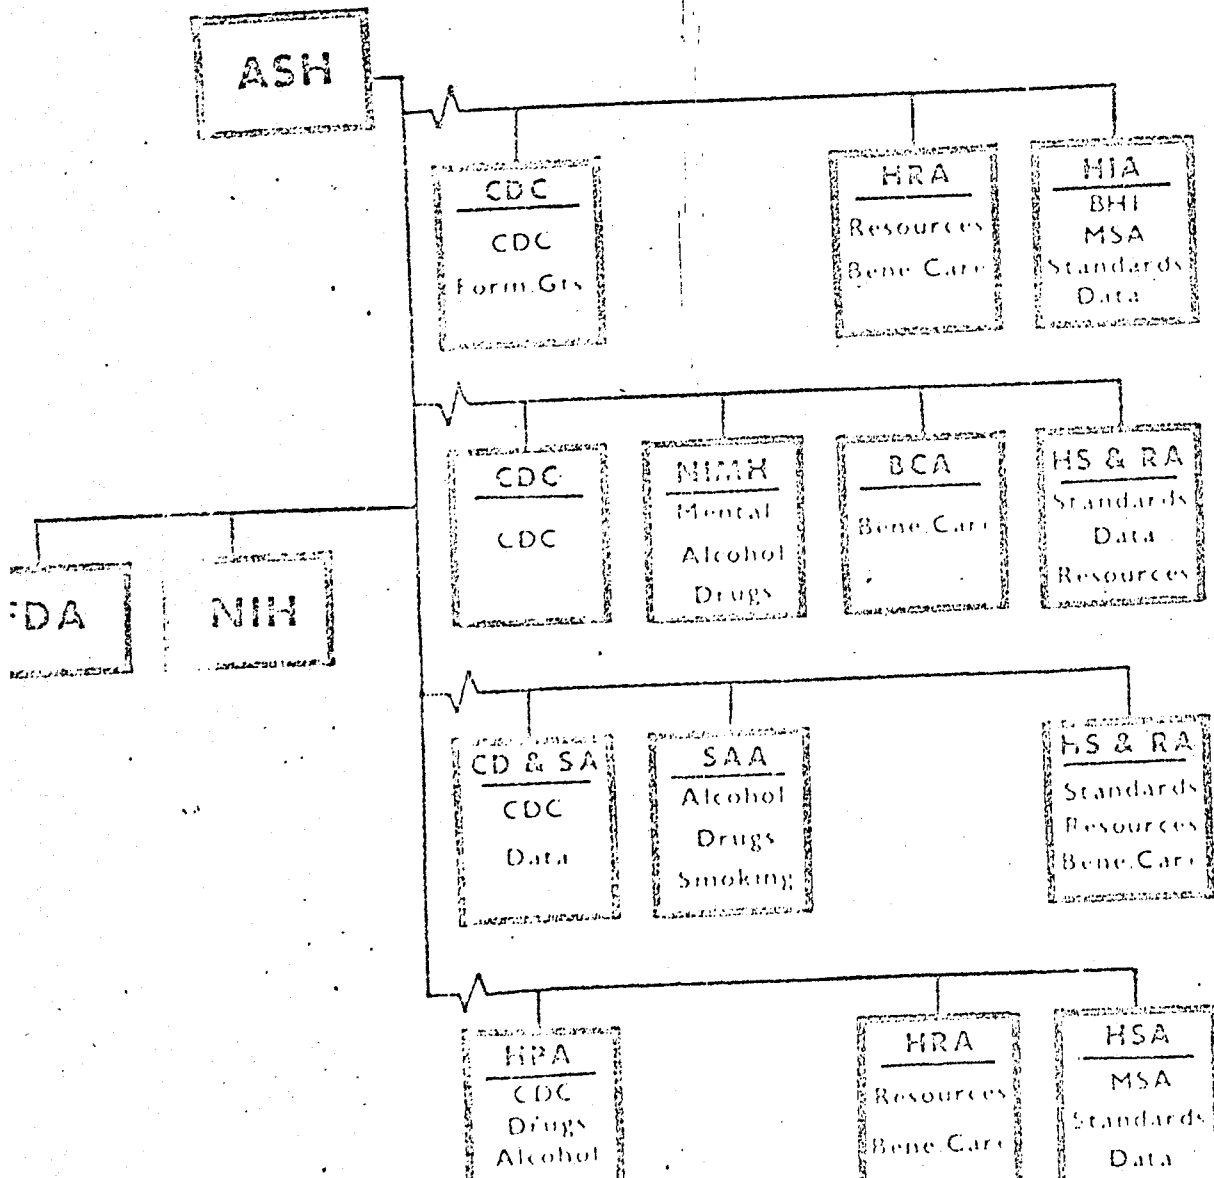 ASH
CDC
CDC
Form.Gts
HRA
Resources
Bene.Care
HIA
BHI
MSA
Standards
Data
CDC
CDC
NIMH
Mental
Alcohol
Drugs
BCA
Bene.Care
HS & RA
Standards
Data
Resources
FDA
NIH
CD & SA
CDC
Data
SAA
Alcohol
Drugs
Smoking
HS & RA
Standards
Resources
Bene.Care
HPA
CDC
Drugs
Alcohol
HRA
Resources
Bene.Care
HSA
MSA
Standards
Data